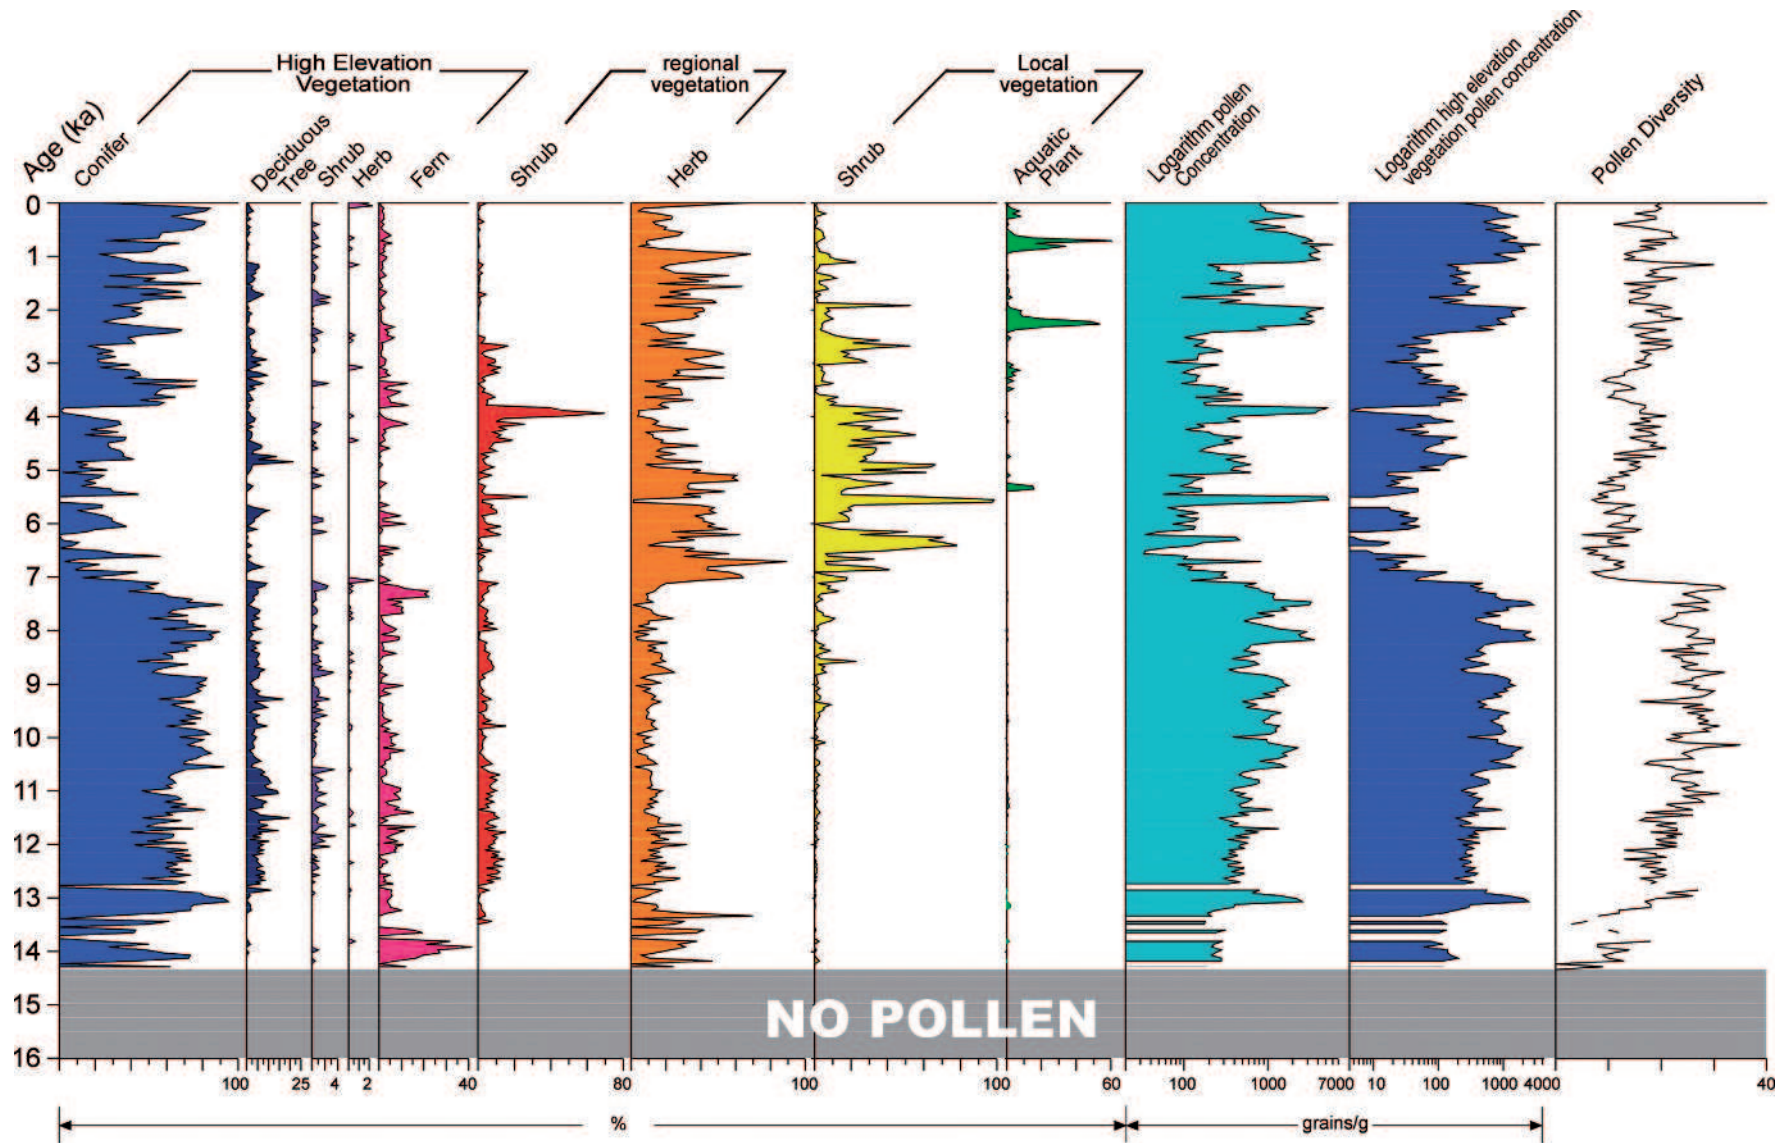 High Elevation
Vegetation
regional
vegetation
Local
vegetation
Age (ka)
Conifer
Deciduous
Tree
Shrub
Herb
Fern
Shrub
Herb
Shrub
Aquatic
Plant
Logarithm pollen
Concentration
Logarithm high elevation
vegetation pollen concentration
Pollen Diversity
0
1
2
3
4
5
6
7
8
9
10
11
12
13
14
15
16
NO POLLEN
100 25 4 2 40 80 100 100 60 100 1000 7000 0 10 100 1000 4000 0 40
% grains/g